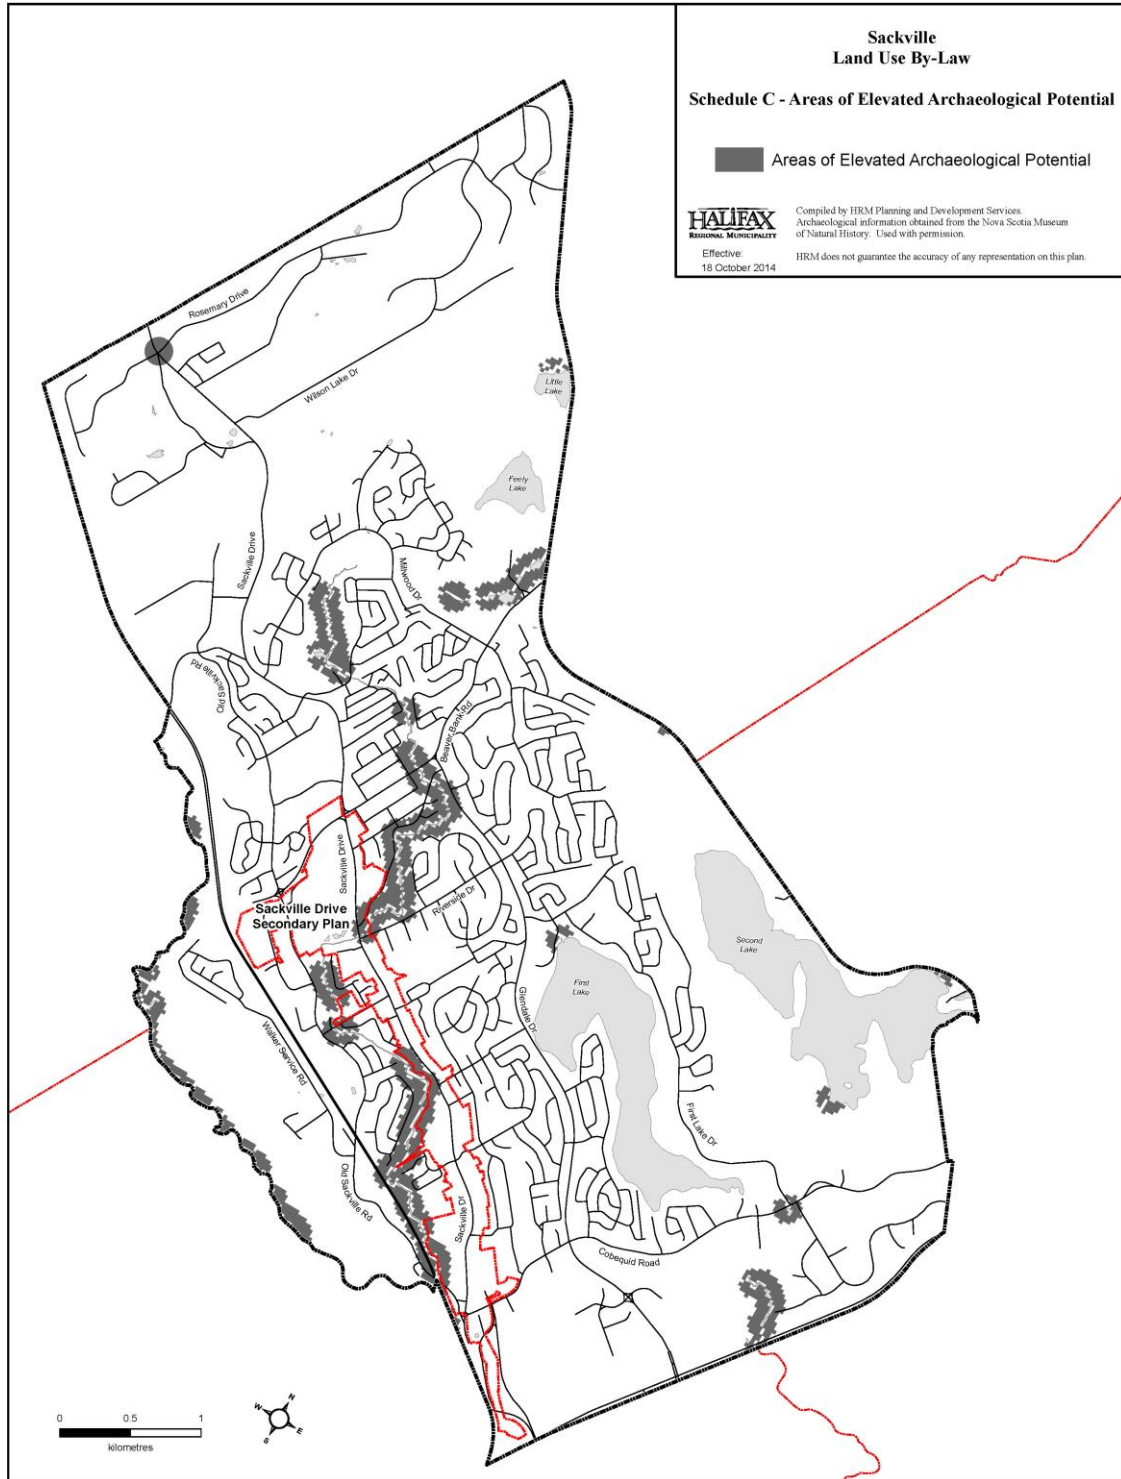 Sackville
Land Use By-Law
Schedule C - Areas of Elevated Archaeological Potential
Areas of Elevated Archaeological Potential
HALIFAX
REGIONAL MUNICIPALITY
Compiled by HRM Planning and Development Services
Archaeological information obtained from the Nova Scotia Museum
of Natural History. Used with permission.
Effective:
18 October 2014
HRM does not guarantee the accuracy of any representation on this plan.
Rosemary Drive
Wilson Lake Dr
Little
Lake
Feely
Lake
Sackville Drive
Millwood Dr
Old Sackville Rd
Beaver Bank Rd
Sackville Drive
Riverside Dr
Sackville Drive
Secondary Plan
Second
Lake
First
Lake
Glendale Dr
Walker Service Rd
First Lake Dr
Old Sackville Rd
Sackville Dr
Cobequid Road
N
W
E
S
0 0.5 1
kilometres